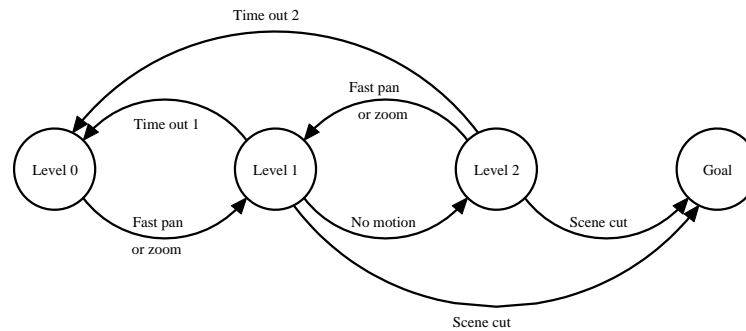 Time out 2
Fast pan
or zoom
Time out 1
Level 0
Level 1
Level 2
Goal
Fast pan
or zoom
No motion
Scene cut
Scene cut